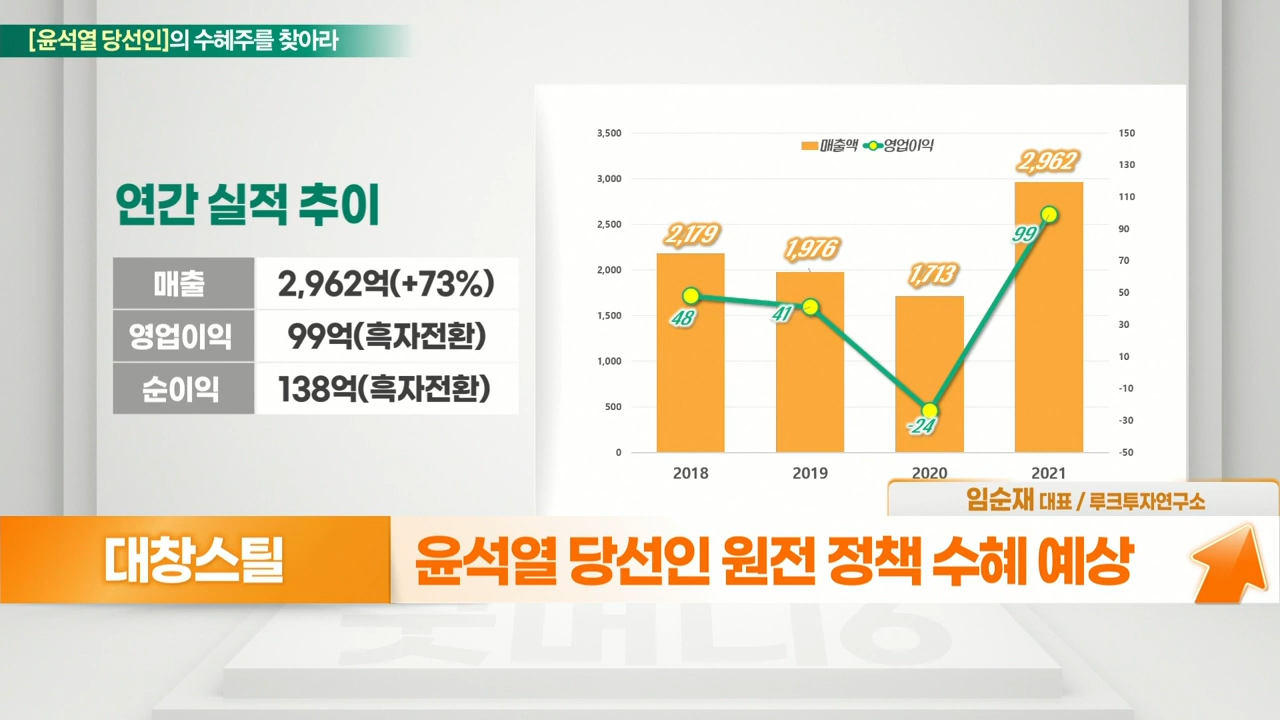 [윤석열 당선인]의 수혜주를 찾아라
연간 실적 추이
매출 2,962억(+73%)
영업이익 99억(흑자전환)
순이익 138억(흑자전환)
매출액 영업이익
3,500
3,000
2,500
2,000
1,500
1,000
500
0
150
130
110
90
70
50
30
10
-10
-30
-50
2,179
1,976
1,713
2,962
48
41
-24
99
2018 2019 2020 2021
임순재 대표 / 루크투자연구소
대창스틸
윤석열 당선인 원전 정책 수혜 예상